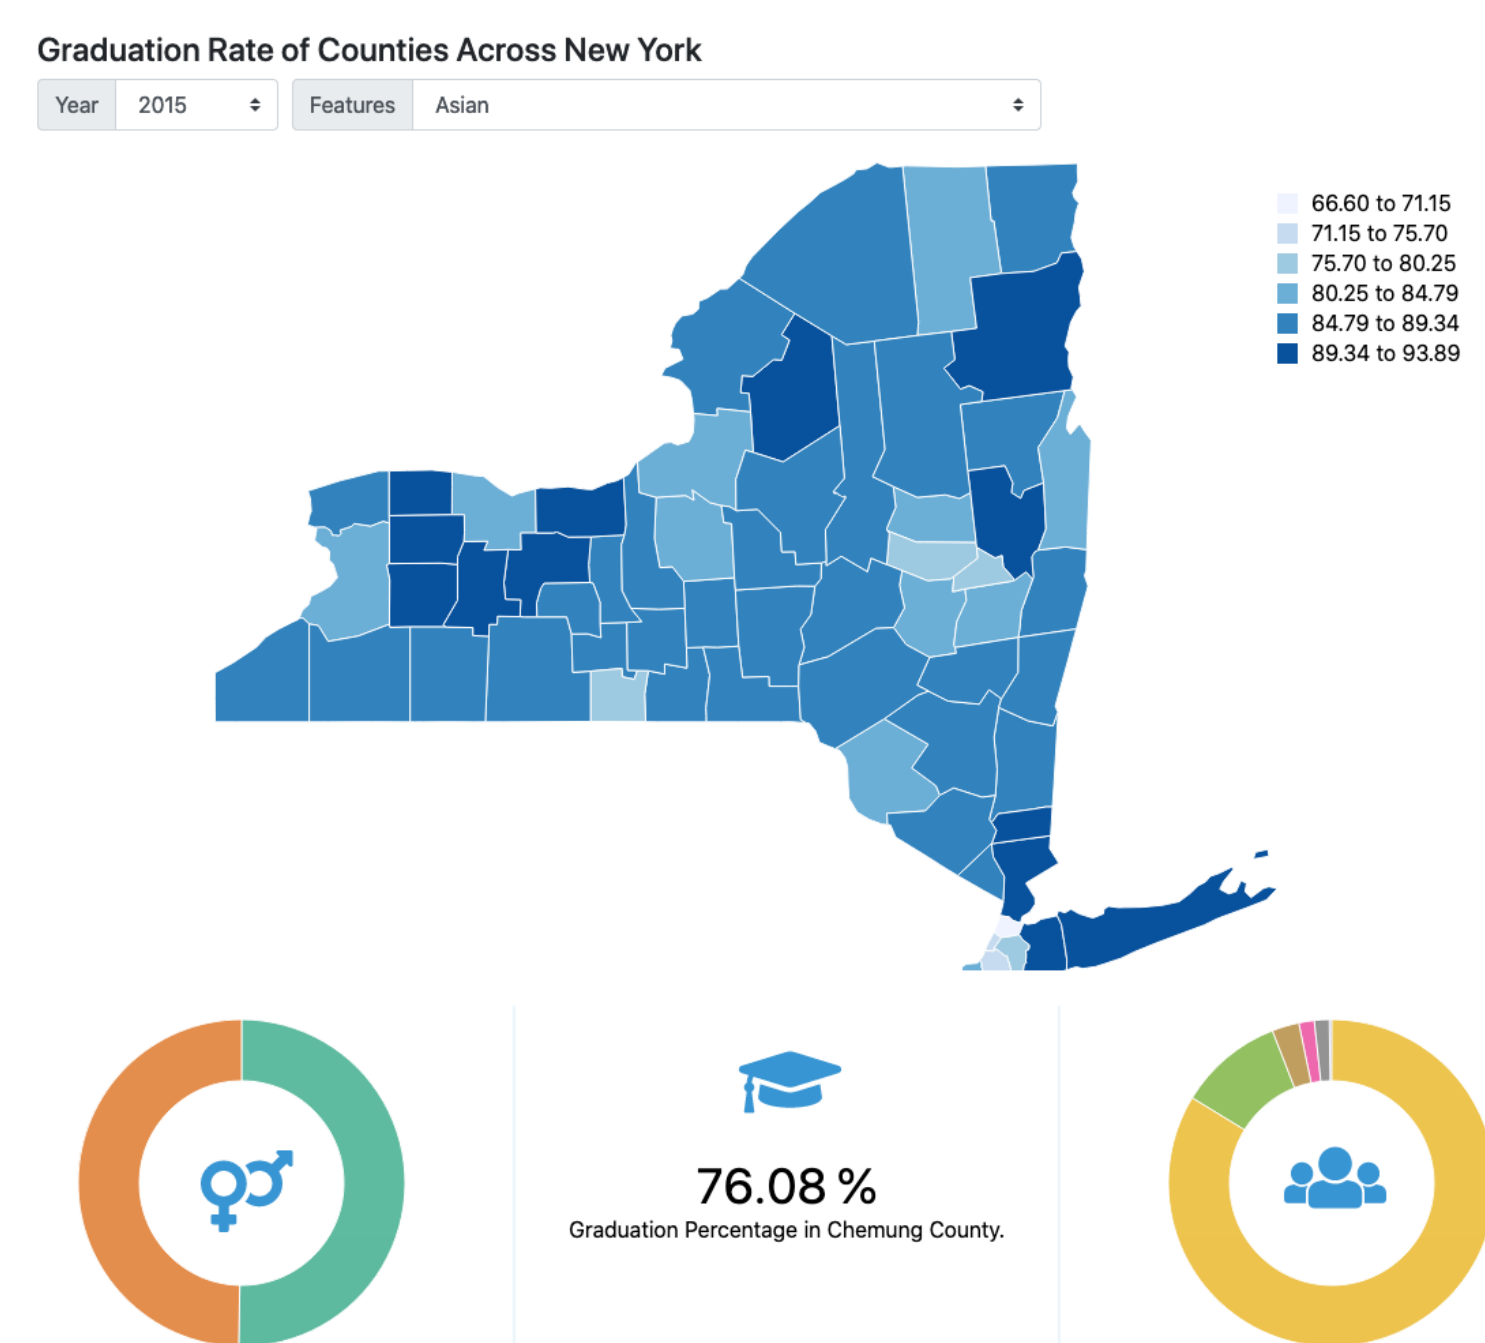 Graduation Rate of Counties Across New York
Year 2015 Features Asian
66.60 to 71.15
71.15 to 75.70
75.70 to 80.25
80.25 to 84.79
84.79 to 89.34
89.34 to 93.89
76.08 %
Graduation Percentage in Chemung County.